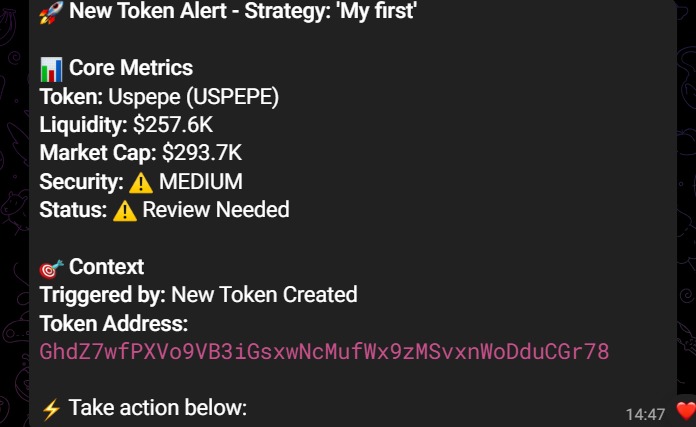 🚀 New Token Alert - Strategy: 'My first'
📊 Core Metrics
Token: Uspepe (USPEPE)
Liquidity: $257.6K
Market Cap: $293.7K
Security: ⚠️ MEDIUM
Status: ⚠️ Review Needed
🎯 Context
Triggered by: New Token Created
Token Address:
GhdZ7wfPXVo9VB3iGsxwNcMufWx9zMSvxnWoDduCGr78
⚡ Take action below:
14:47 ❤️